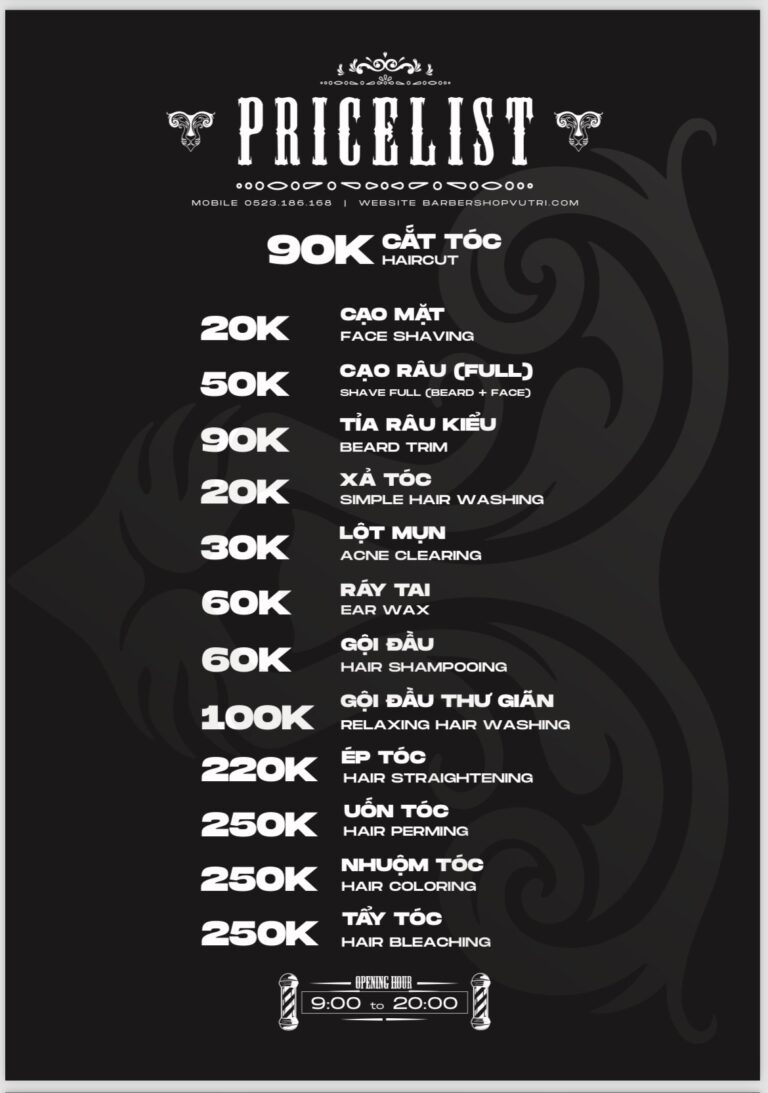 PRICELIST
MOBILE 0523.186.168 | WEBSITE BARBERSHOPVUTRI.COM
90K CẮT TÓC
HAIRCUT
20K CẠO MẶT
FACE SHAVING
50K CẠO RÂU (FULL)
SHAVE FULL (BEARD + FACE)
90K TỈA RÂU KIỂU
BEARD TRIM
20K XẢ TÓC
SIMPLE HAIR WASHING
30K LỘT MỤN
ACNE CLEARING
60K RÁY TAI
EAR WAX
60K GỘI ĐẦU
HAIR SHAMPOOING
100K GỘI ĐẦU THƯ GIÃN
RELAXING HAIR WASHING
220K ÉP TÓC
HAIR STRAIGHTENING
250K UỐN TÓC
HAIR PERMING
250K NHUỘM TÓC
HAIR COLORING
250K TẨY TÓC
HAIR BLEACHING
OPENING HOUR
9:00 to 20:00